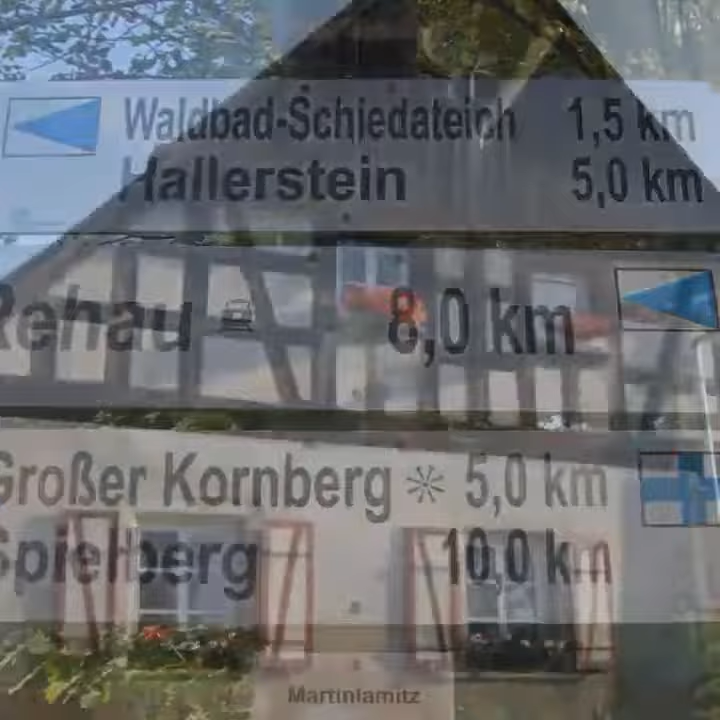 Waldbad-Schiedateich 1,5 km
Hallerstein 5,0 km
Rehau 8,0 km
Großer Kornberg 5,0 km
Spielberg 10,0 km
Martinlamitz